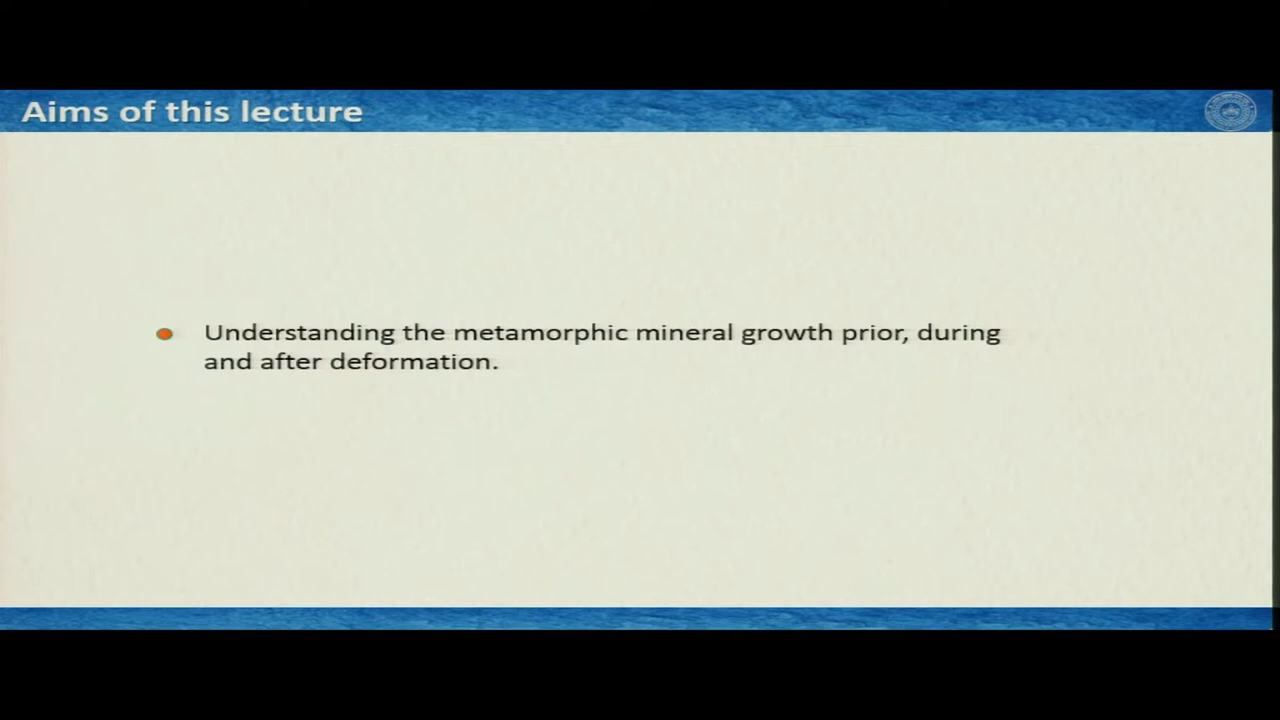 Aims of this lecture
Understanding the metamorphic mineral growth prior, during
and after deformation.